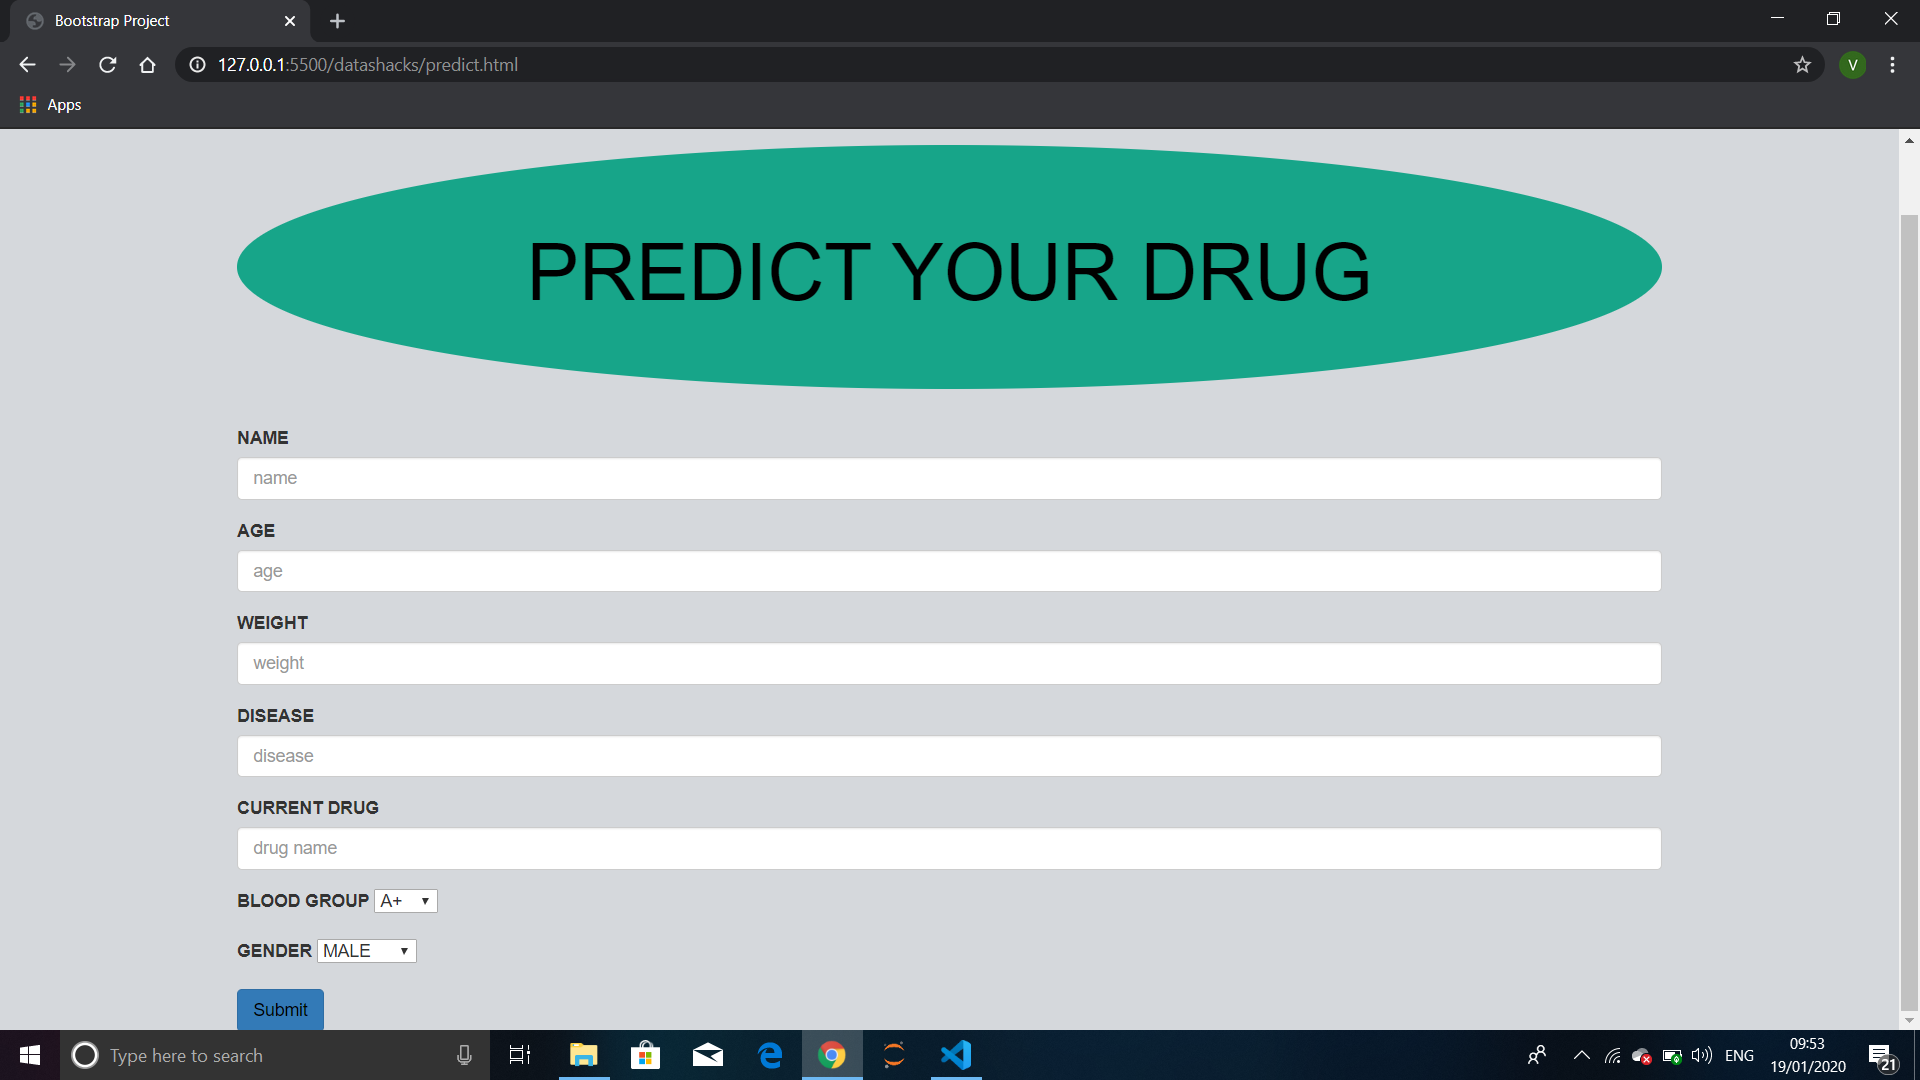 Bootstrap Project
127.0.0.1:5500/datashacks/predict.html
V
Apps
PREDICT YOUR DRUG
NAME
name
AGE
age
WEIGHT
weight
DISEASE
disease
CURRENT DRUG
drug name
BLOOD GROUP A+
GENDER MALE
Submit
Type here to search
ENG
09:53
19/01/2020
21